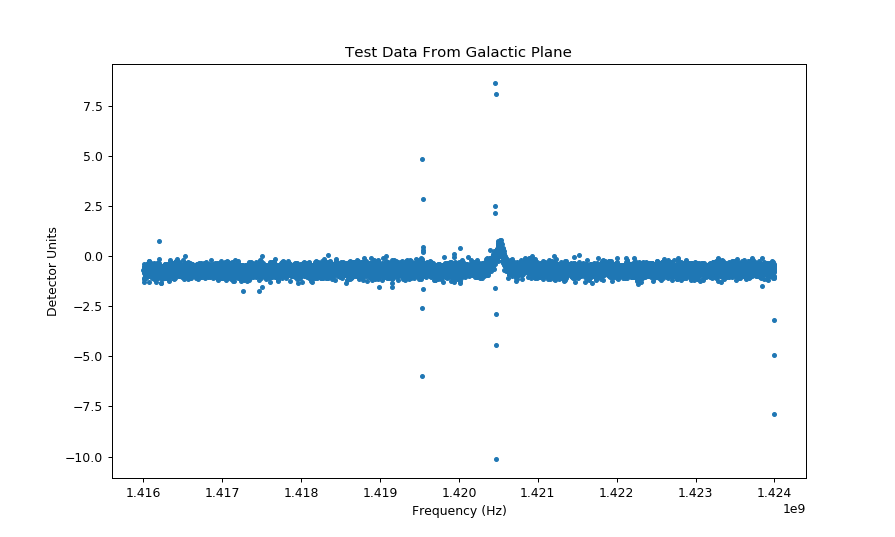 Test Data From Galactic Plane
Detector Units
7.5
5.0
2.5
0.0
−2.5
−5.0
−7.5
−10.0
1.416 1.417 1.418 1.419 1.420 1.421 1.422 1.423 1.424
1e9
Frequency (Hz)